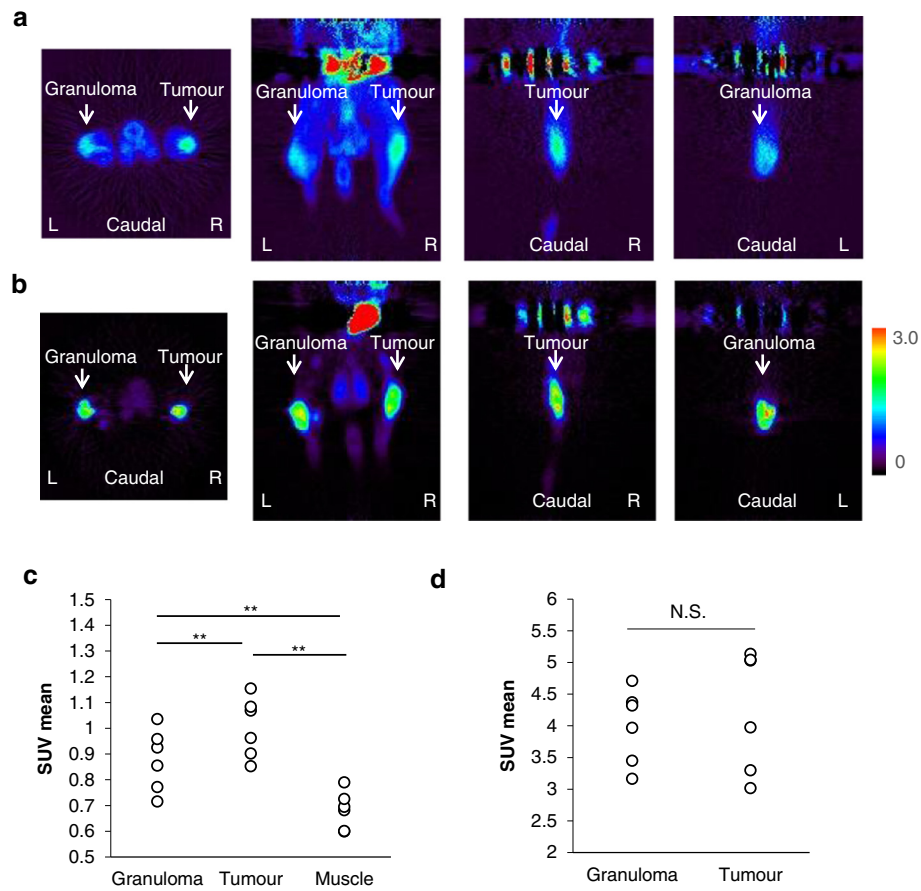 a
Granuloma Tumour
L Caudal R
Granuloma Tumour
L R
Tumour
Caudal R
Granuloma
Caudal L
b
Granuloma Tumour
L Caudal R
Granuloma Tumour
L R
Tumour
Caudal R
Granuloma
Caudal L
3.0
0
c
SUV mean
1.5
1.4
1.3
1.2
1.1
1
0.9
0.8
0.7
0.6
0.5
**
**
**
Granuloma Tumour Muscle
d
SUV mean
6
5.5
5
4.5
4
3.5
3
2.5
2
N.S.
Granuloma Tumour